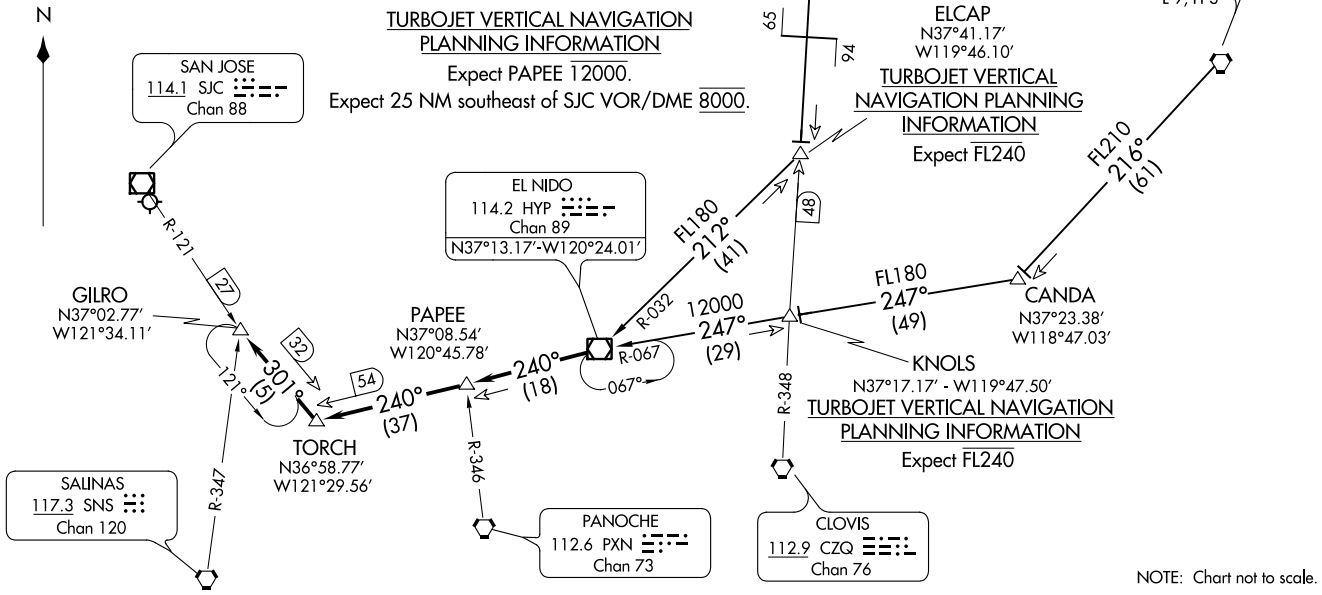 N
TURBOJET VERTICAL NAVIGATION
PLANNING INFORMATION
Expect PAPEE 12000.
Expect 25 NM southeast of SJC VOR/DME 8000.
SAN JOSE
114.1 SJC
Chan 88
65
94
ELCAP
N37°41.17'
W119°46.10'
TURBOJET VERTICAL
NAVIGATION PLANNING
INFORMATION
Expect FL240
FL210
216°
(61)
EL NIDO
114.2 HYP
Chan 89
N37°13.17'-W120°24.01'
FL180
212°
(41)
R-032
48
R-121
27
GILRO
N37°02.77'
W121°34.11'
PAPEE
N37°08.54'
W120°45.78'
12000
247°
(29)
R-067
067°
FL180
247°
(49)
CANDA
N37°23.38'
W118°47.03'
KNOLS
N37°17.17' - W119°47.50'
TURBOJET VERTICAL NAVIGATION
PLANNING INFORMATION
Expect FL240
32
301°
(5)
121°
54
240°
(37)
240°
(18)
TORCH
N36°58.77'
W121°29.56'
R-347
R-346
R-348
SALINAS
117.3 SNS
Chan 120
PANOCHE
112.6 PXN
Chan 73
CLOVIS
112.9 CZQ
Chan 76
NOTE: Chart not to scale.